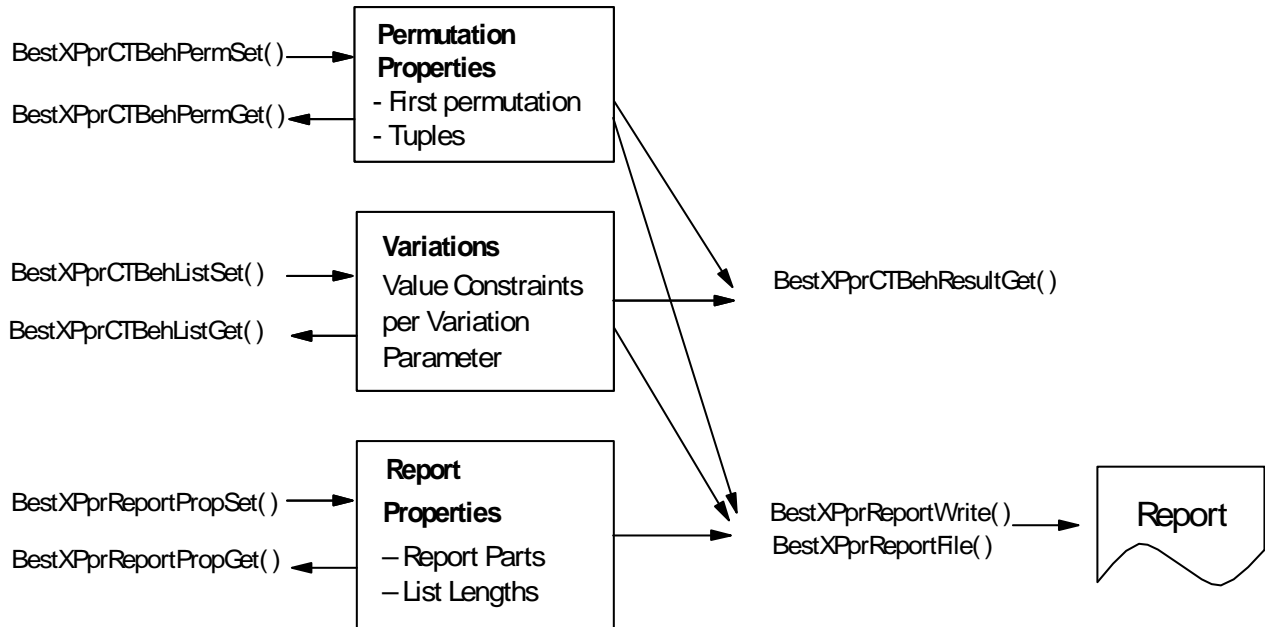 BestXPprCTBehPermSet( )
BestXPprCTBehPermGet( )
Permutation
Properties
- First permutation
- Tuples
BestXPprCTBehListSet( )
BestXPprCTBehListGet( )
Variations
Value Constraints
per Variation
Parameter
BestXPprCTBehResultGet( )
BestXPprReportPropSet( )
BestXPprReportPropGet( )
Report
Properties
– Report Parts
– List Lengths
BestXPprReportWrite( )
BestXPprReportFile( )
Report